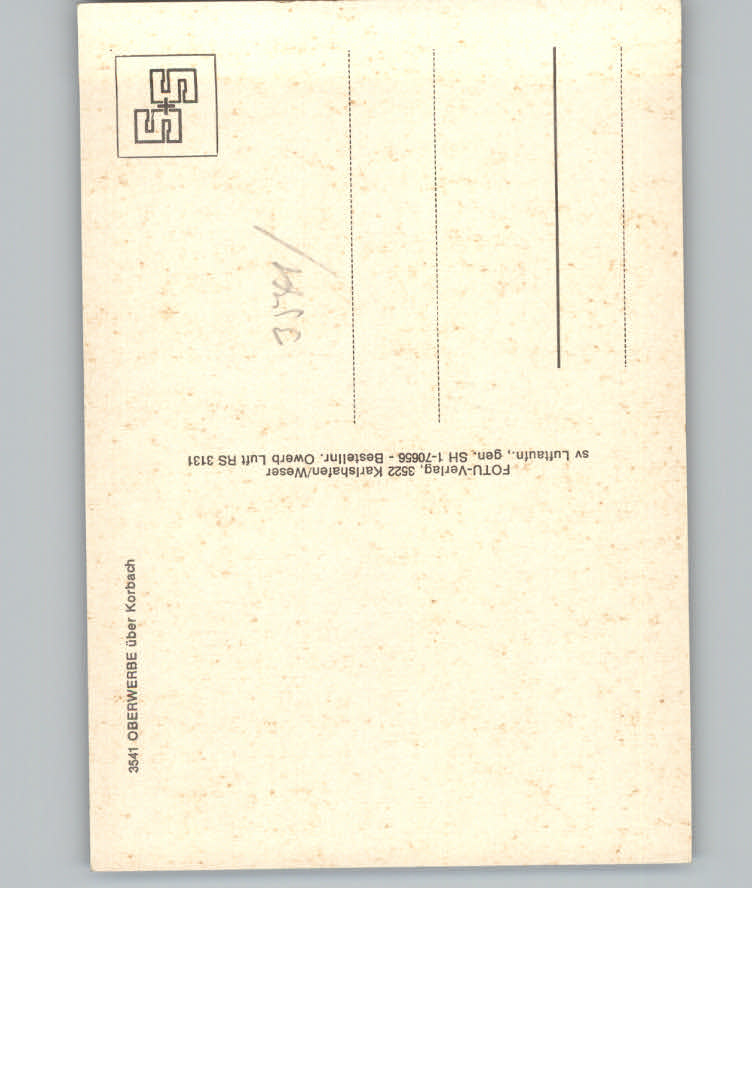 3541 OBERWERBE über Korbach
FOTU-Verlag, 3522 Karlshafen/Weser
sv Luftaufn., gen. SH 1-70656 - Bestellnr. Owerb Luft RS 3131